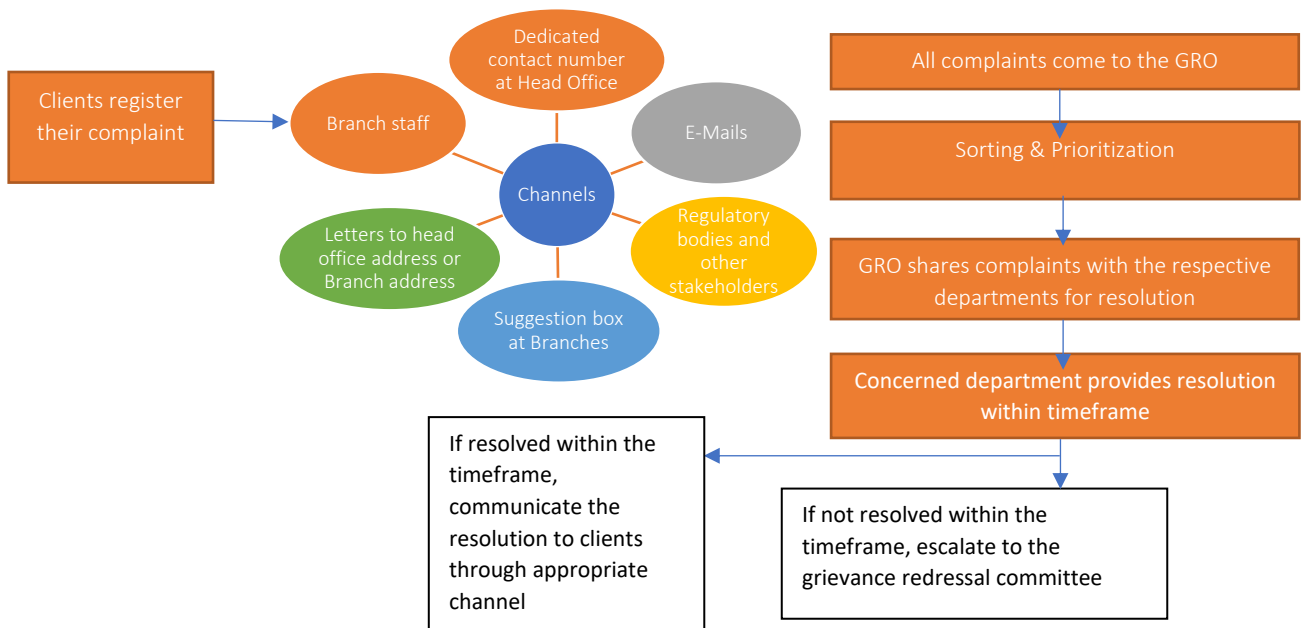 Clients register
their complaint
Branch staff
Dedicated
contact number
at Head Office
E-Mails
Channels
Letters to head
office address or
Branch address
Regulatory
bodies and
other
stakeholders
Suggestion box
at Branches
All complaints come to the GRO
Sorting & Prioritization
GRO shares complaints with the respective
departments for resolution
Concerned department provides resolution
within timeframe
If resolved within the
timeframe,
communicate the
resolution to clients
through appropriate
channel
If not resolved within the
timeframe, escalate to the
grievance redressal committee